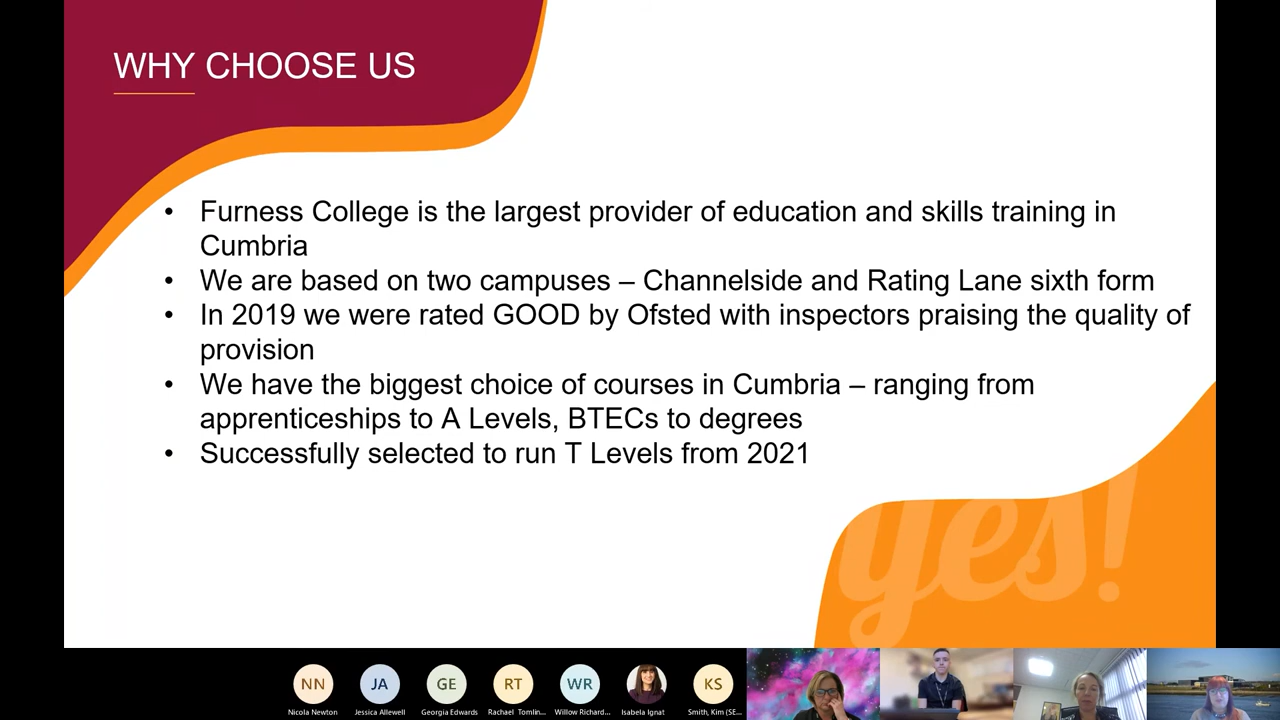 WHY CHOOSE US
• Furness College is the largest provider of education and skills training in
Cumbria
• We are based on two campuses – Channelside and Rating Lane sixth form
• In 2019 we were rated GOOD by Ofsted with inspectors praising the quality of
provision
• We have the biggest choice of courses in Cumbria – ranging from
apprenticeships to A Levels, BTECs to degrees
• Successfully selected to run T Levels from 2021
yes!
NN JA GE RT WR KS
Nicola Newton Jessica Allewell Georgia Edwards Rachael Tomlin... Willow Richard... Isabela Ignat Smith, Kim (SE...